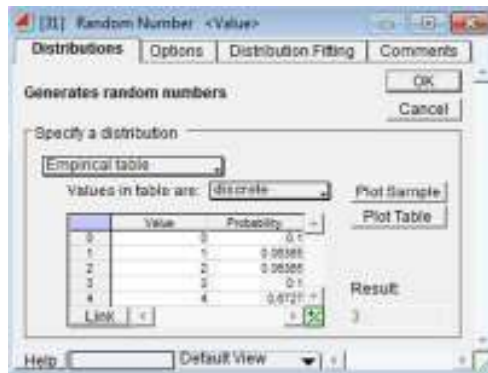 [31] Random Number <Value>
Distributions Options Distribution Fitting Comments
OK
Generates random numbers
Cancel
Specify a distribution
Empirical table
Values in table are: discrete
Plot Sample
Plot Table
Value Probability
0 0 0.1
1 1
2 2
3 3 0.1
4 4
Result
Link
3
Help Default View